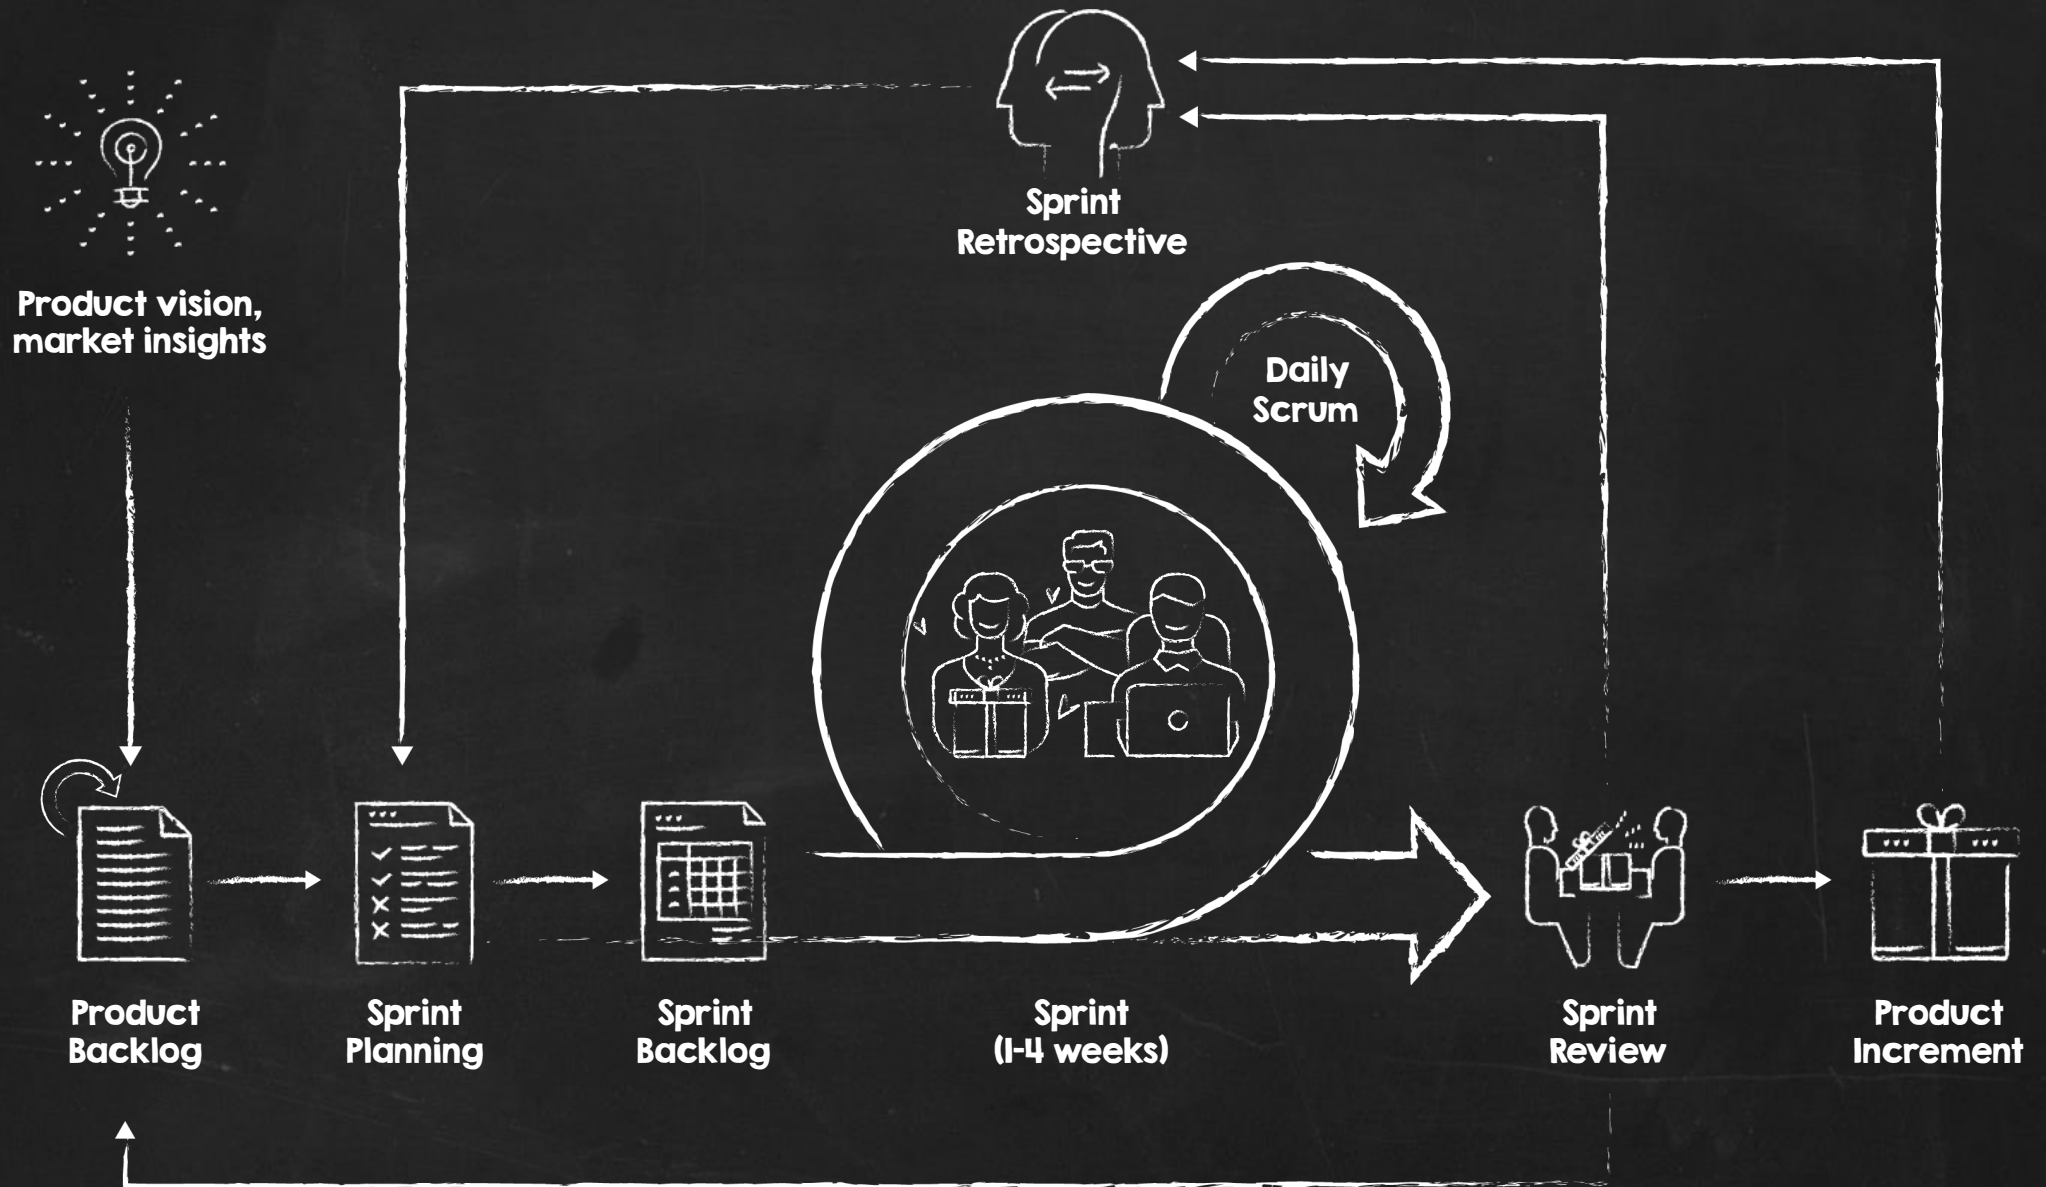 Sprint
Retrospective
Product vision,
market insights
Daily
Scrum
Product
Backlog
Sprint
Planning
Sprint
Backlog
Sprint
(1-4 weeks)
Sprint
Review
Product
Increment